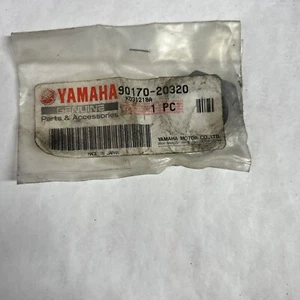 YAMAHA 90170-20320
GENUINE
Parts & Accessories
1 PC
YAMAHA MOTOR CO., LTD.